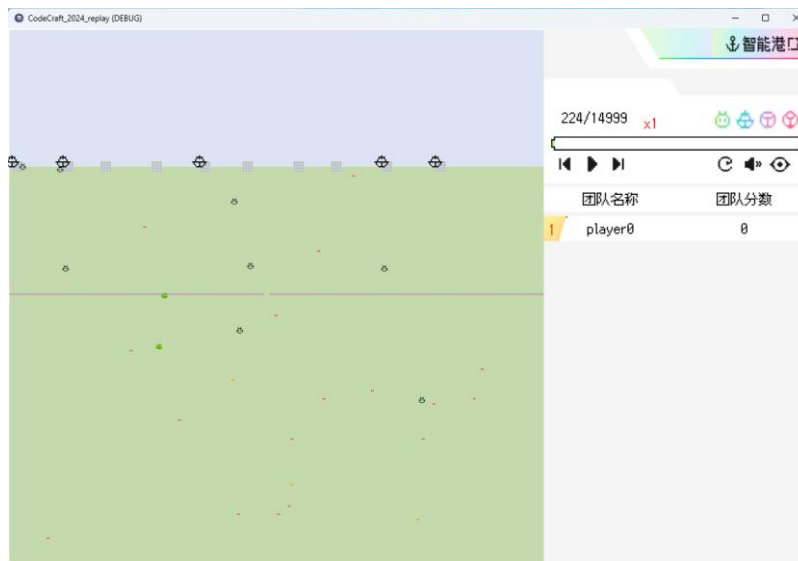 CodeCraft_2024_replay (DEBUG)
智能港口
224/14999 x1
团队名称 团队分数
1 player0 0